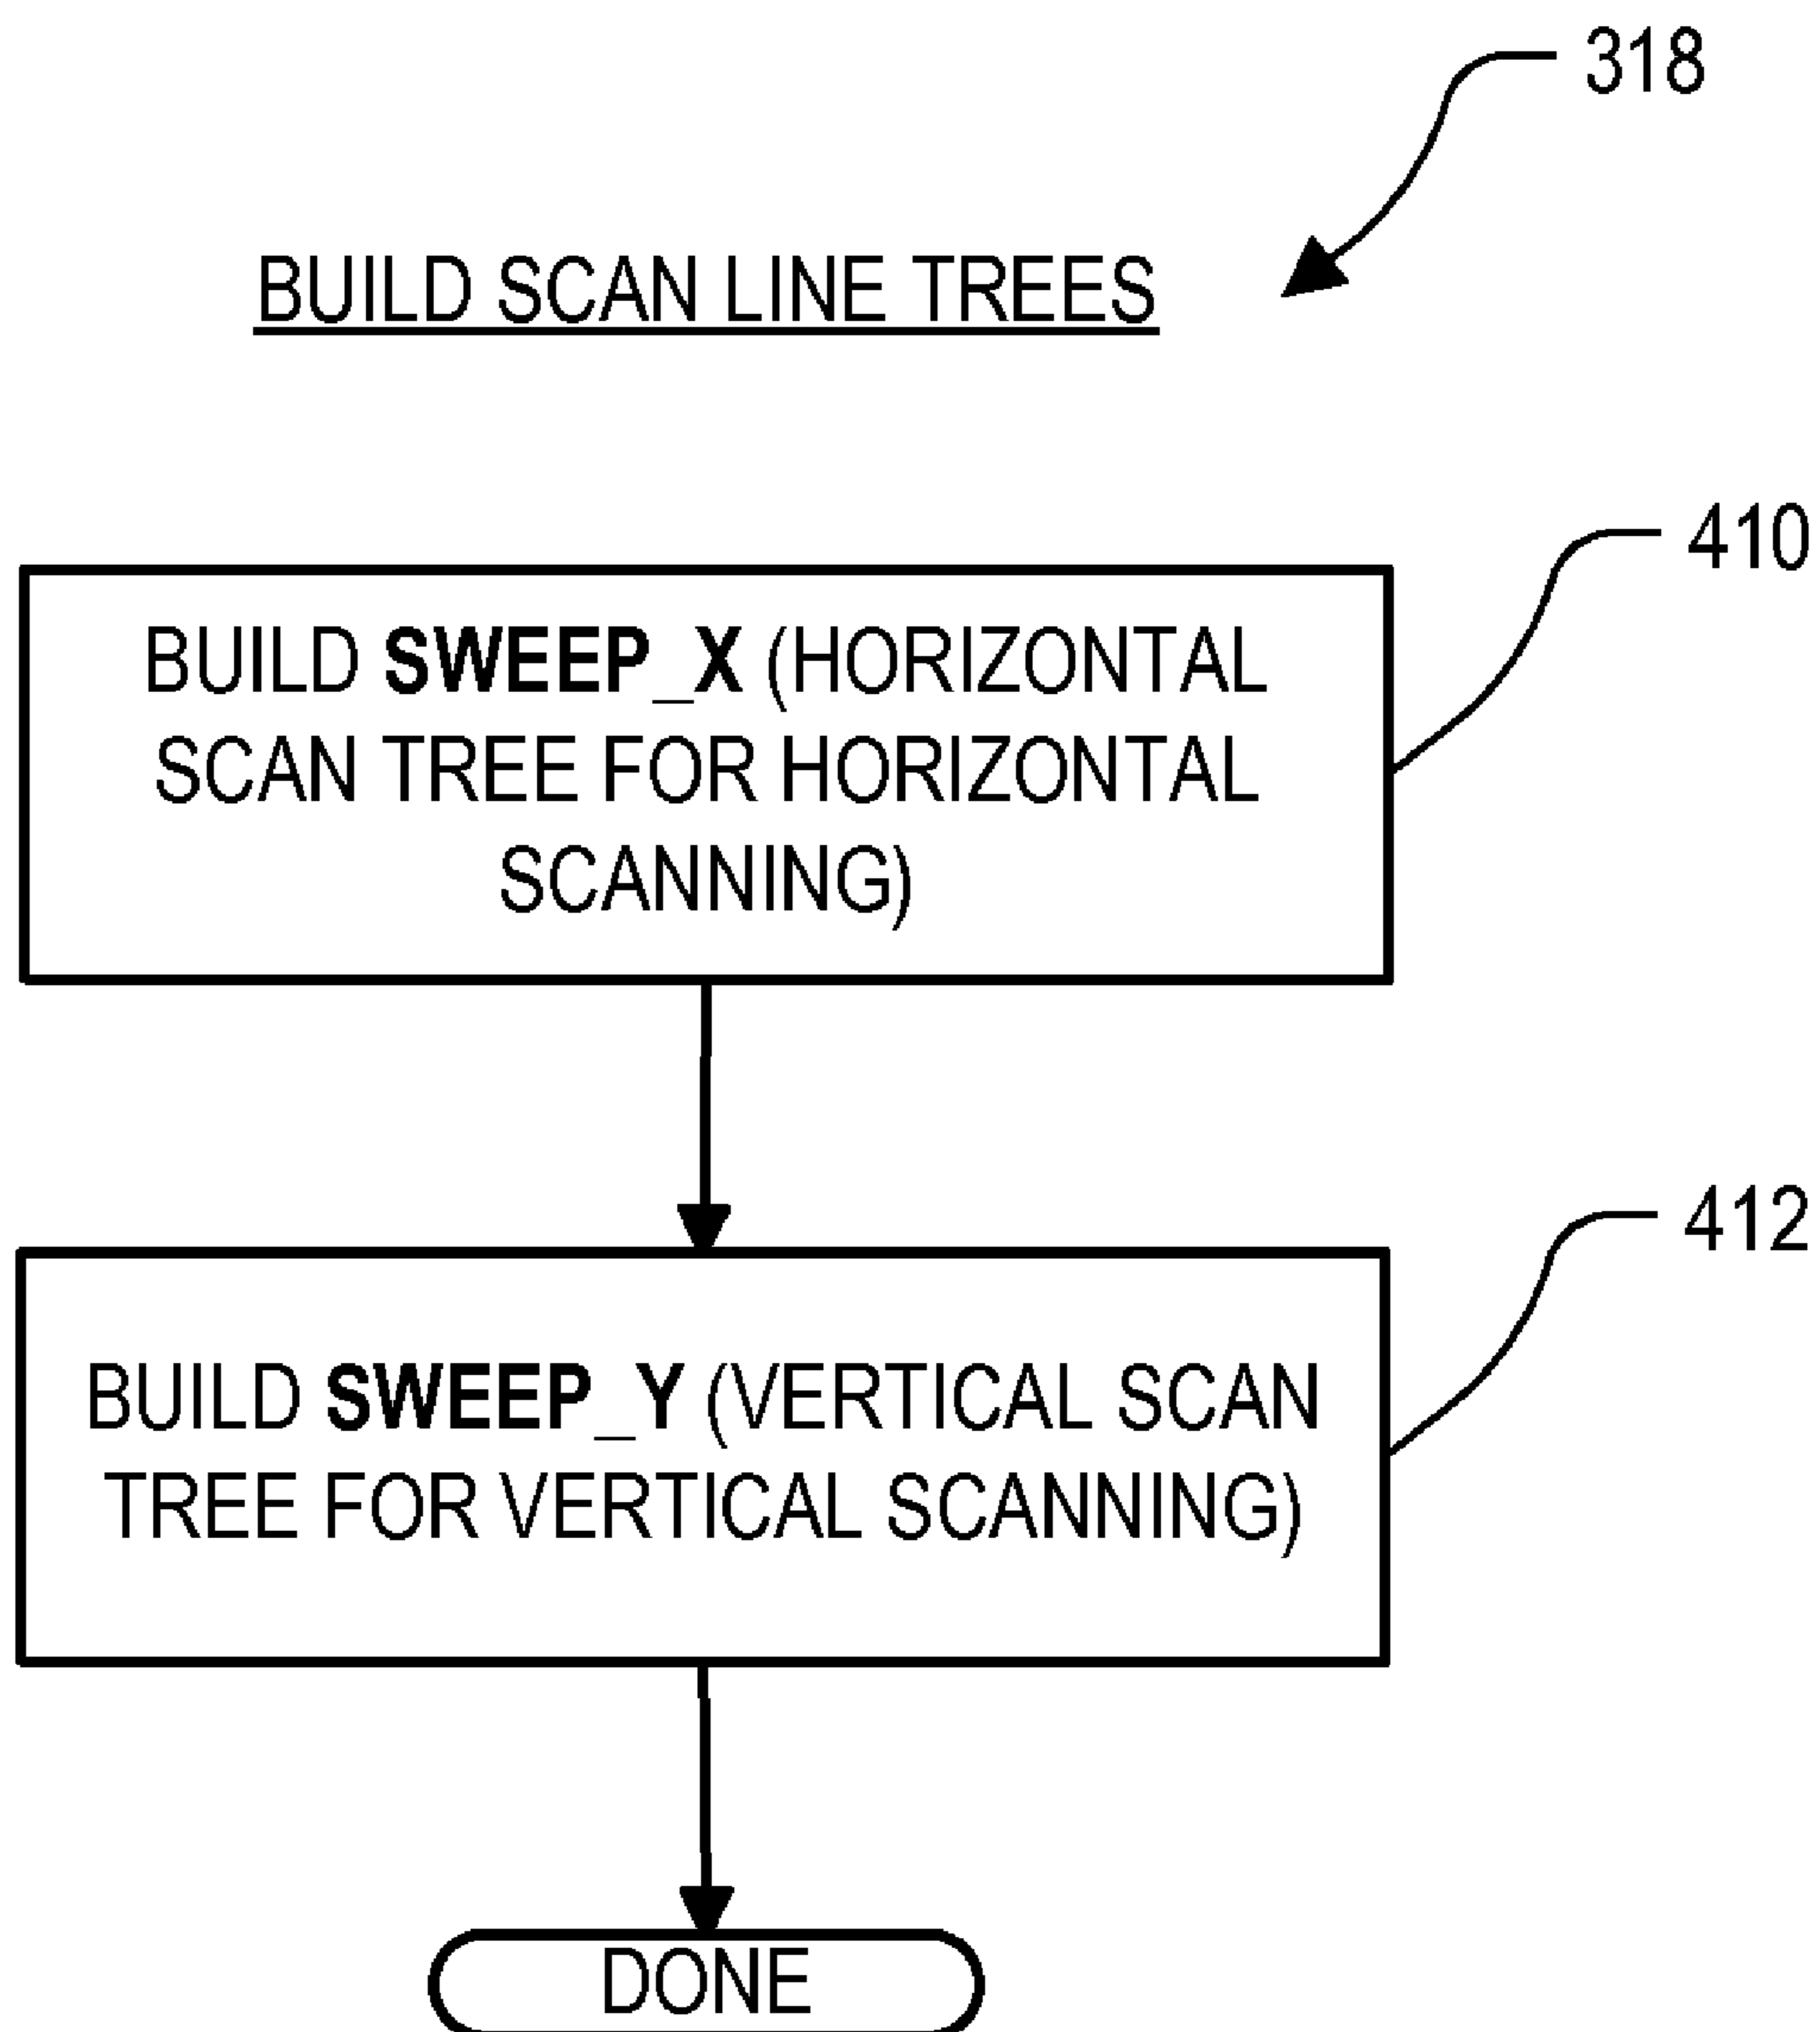 318
BUILD SCAN LINE TREES
410
BUILD SWEEP_X (HORIZONTAL
SCAN TREE FOR HORIZONTAL
SCANNING)
412
BUILD SWEEP_Y (VERTICAL SCAN
TREE FOR VERTICAL SCANNING)
DONE